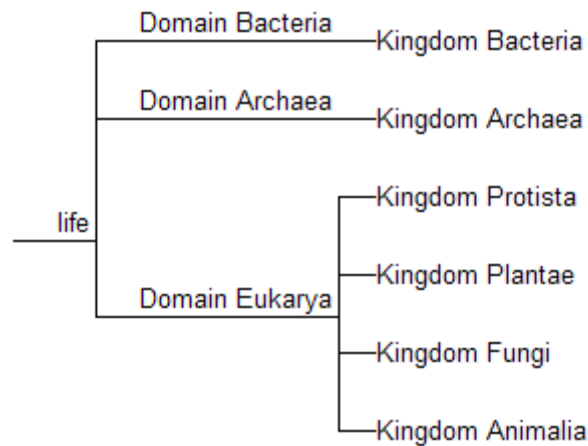 Domain Bacteria
Kingdom Bacteria
Domain Archaea
Kingdom Archaea
Kingdom Protista
life
Kingdom Plantae
Domain Eukarya
Kingdom Fungi
Kingdom Animalia